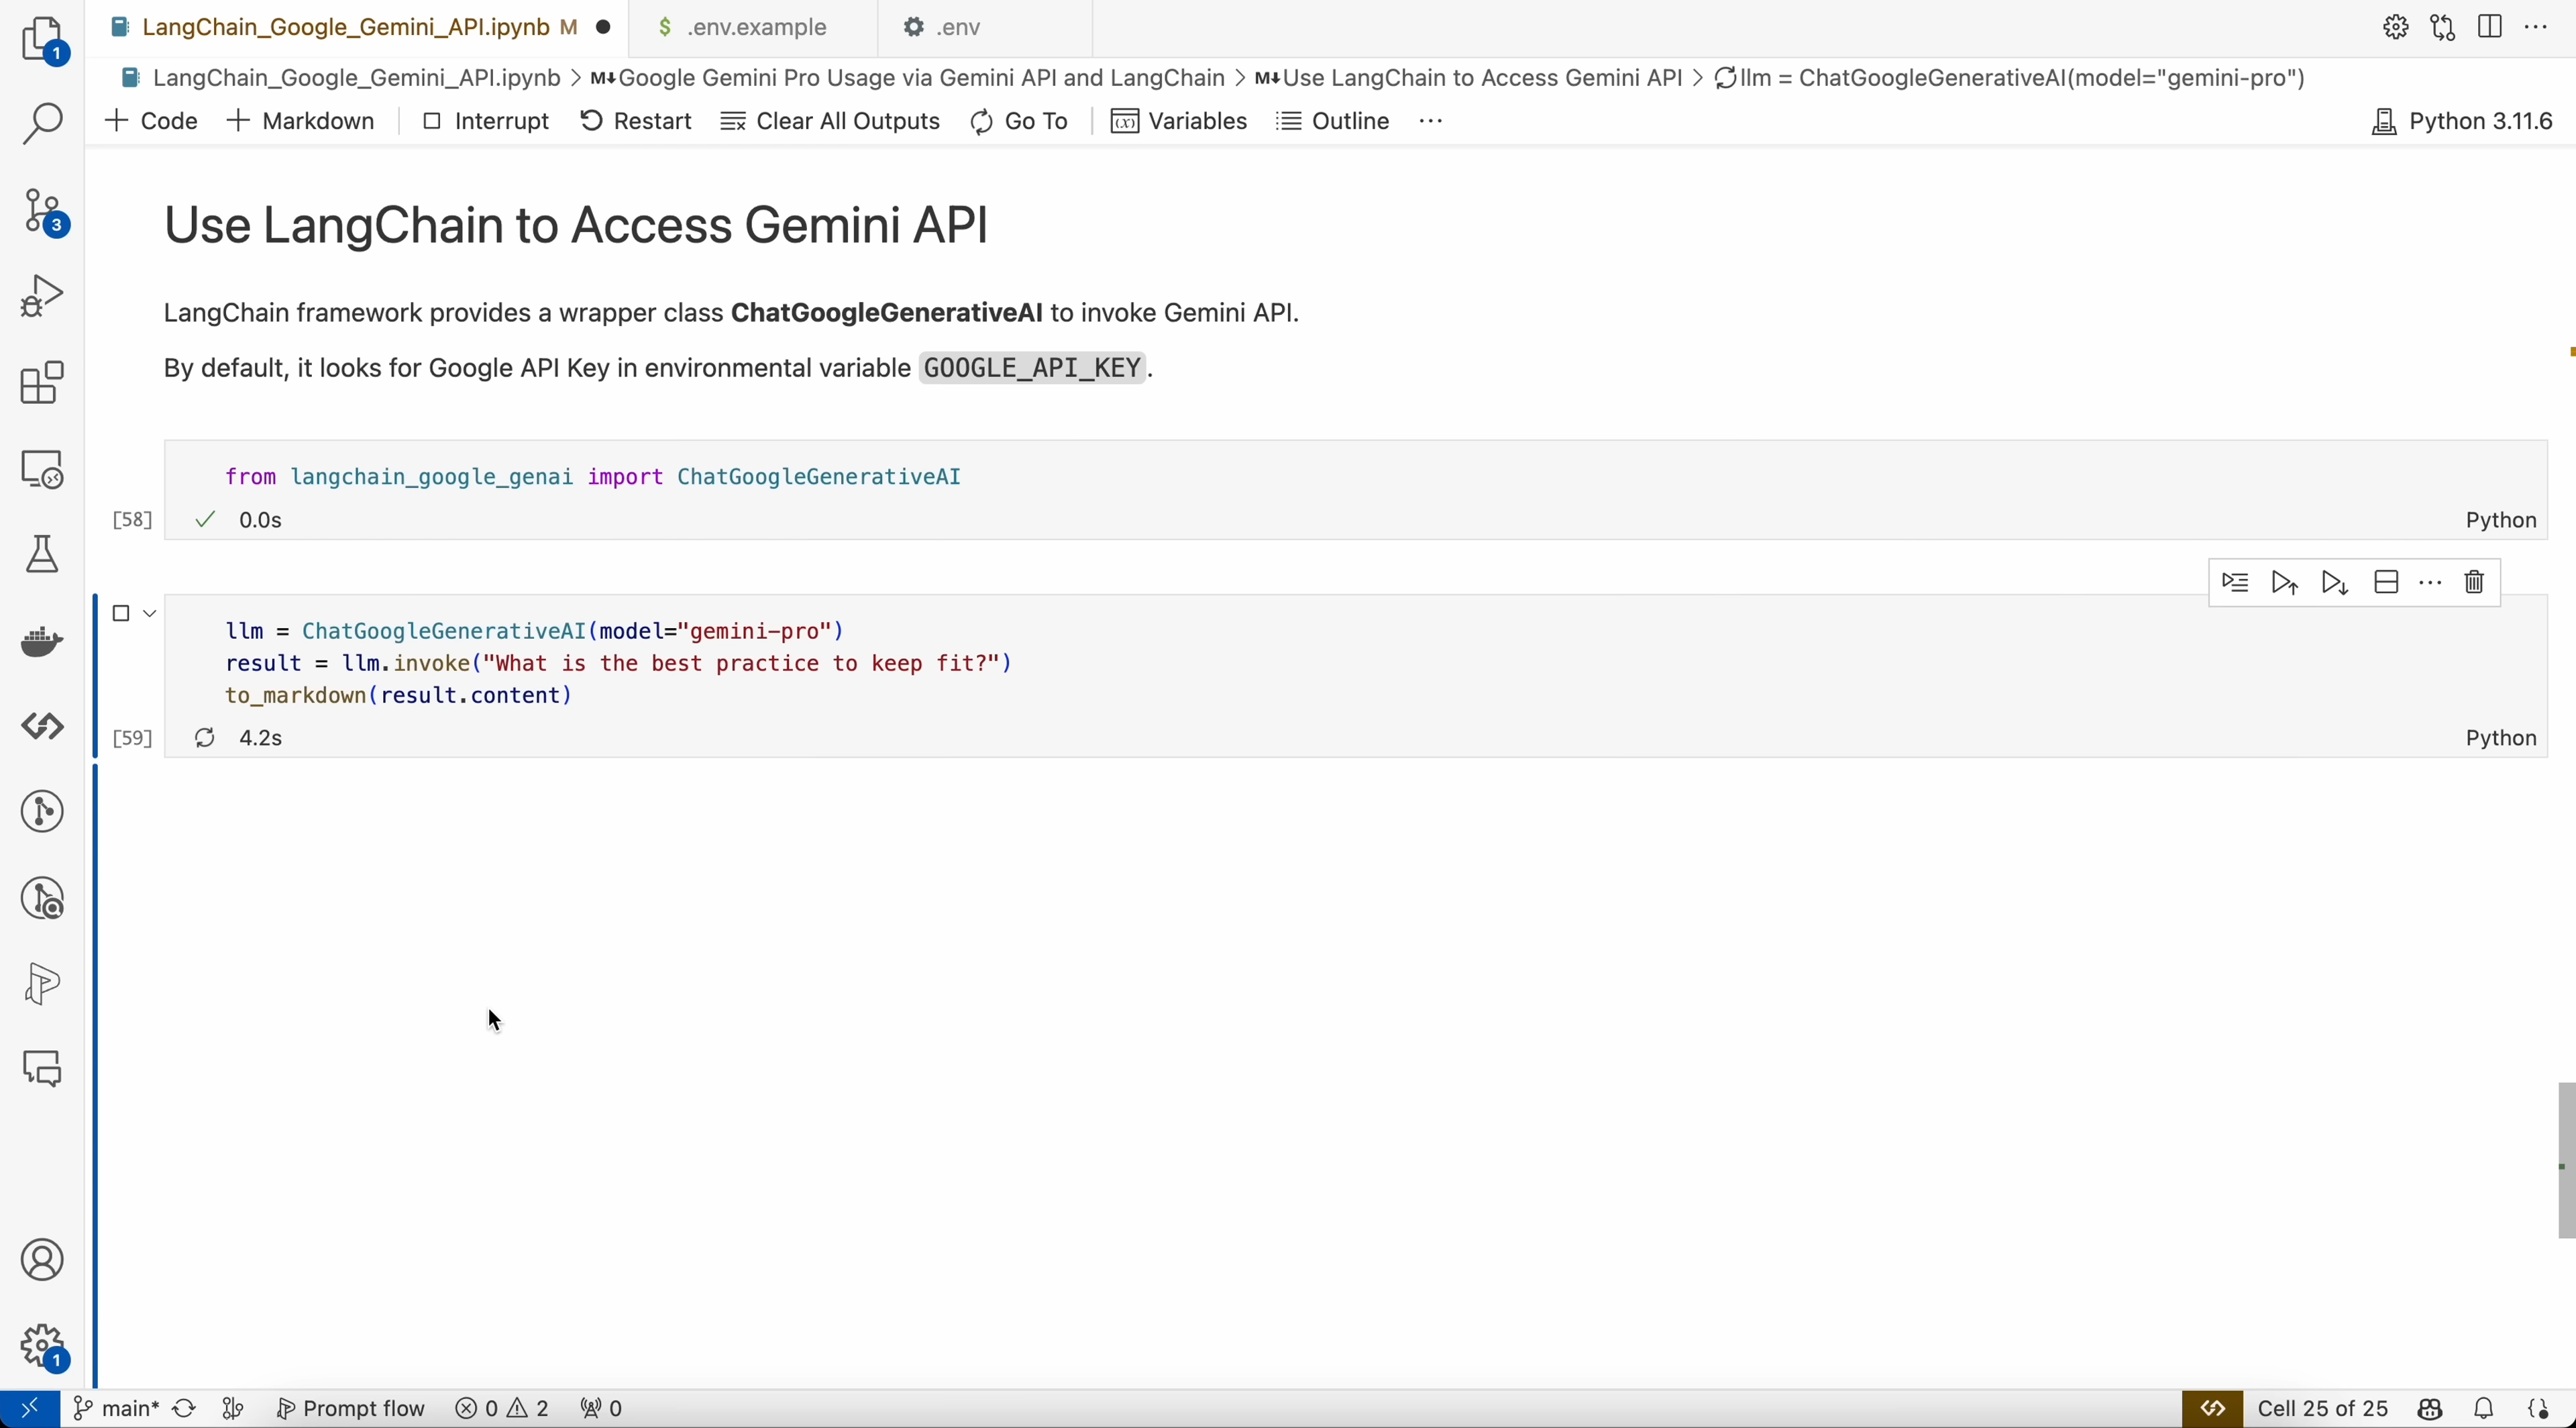 LangChain_Google_Gemini_API.ipynb M
$ .env.example
.env
LangChain_Google_Gemini_API.ipynb > M↓Google Gemini Pro Usage via Gemini API and LangChain > M↓Use LangChain to Access Gemini API > llm = ChatGoogleGenerativeAI(model="gemini-pro")
+ Code + Markdown Interrupt Restart Clear All Outputs Go To Variables Outline ··· Python 3.11.6
Use LangChain to Access Gemini API
LangChain framework provides a wrapper class ChatGoogleGenerativeAI to invoke Gemini API.
By default, it looks for Google API Key in environmental variable GOOGLE_API_KEY.
from langchain_google_genai import ChatGoogleGenerativeAI
[58] 0.0s Python
llm = ChatGoogleGenerativeAI(model="gemini-pro")
result = llm.invoke("What is the best practice to keep fit?")
to_markdown(result.content)
[59] 4.2s Python
1
3
1
main* Prompt flow 0 2 0 Cell 25 of 25